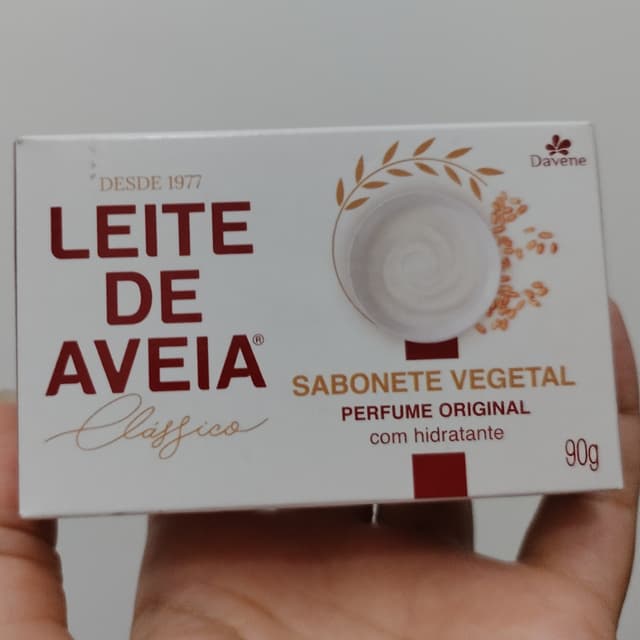 DESDE 1977
LEITE
DE
AVEIA®
Clássico
Davene
SABONETE VEGETAL
PERFUME ORIGINAL
com hidratante
90g